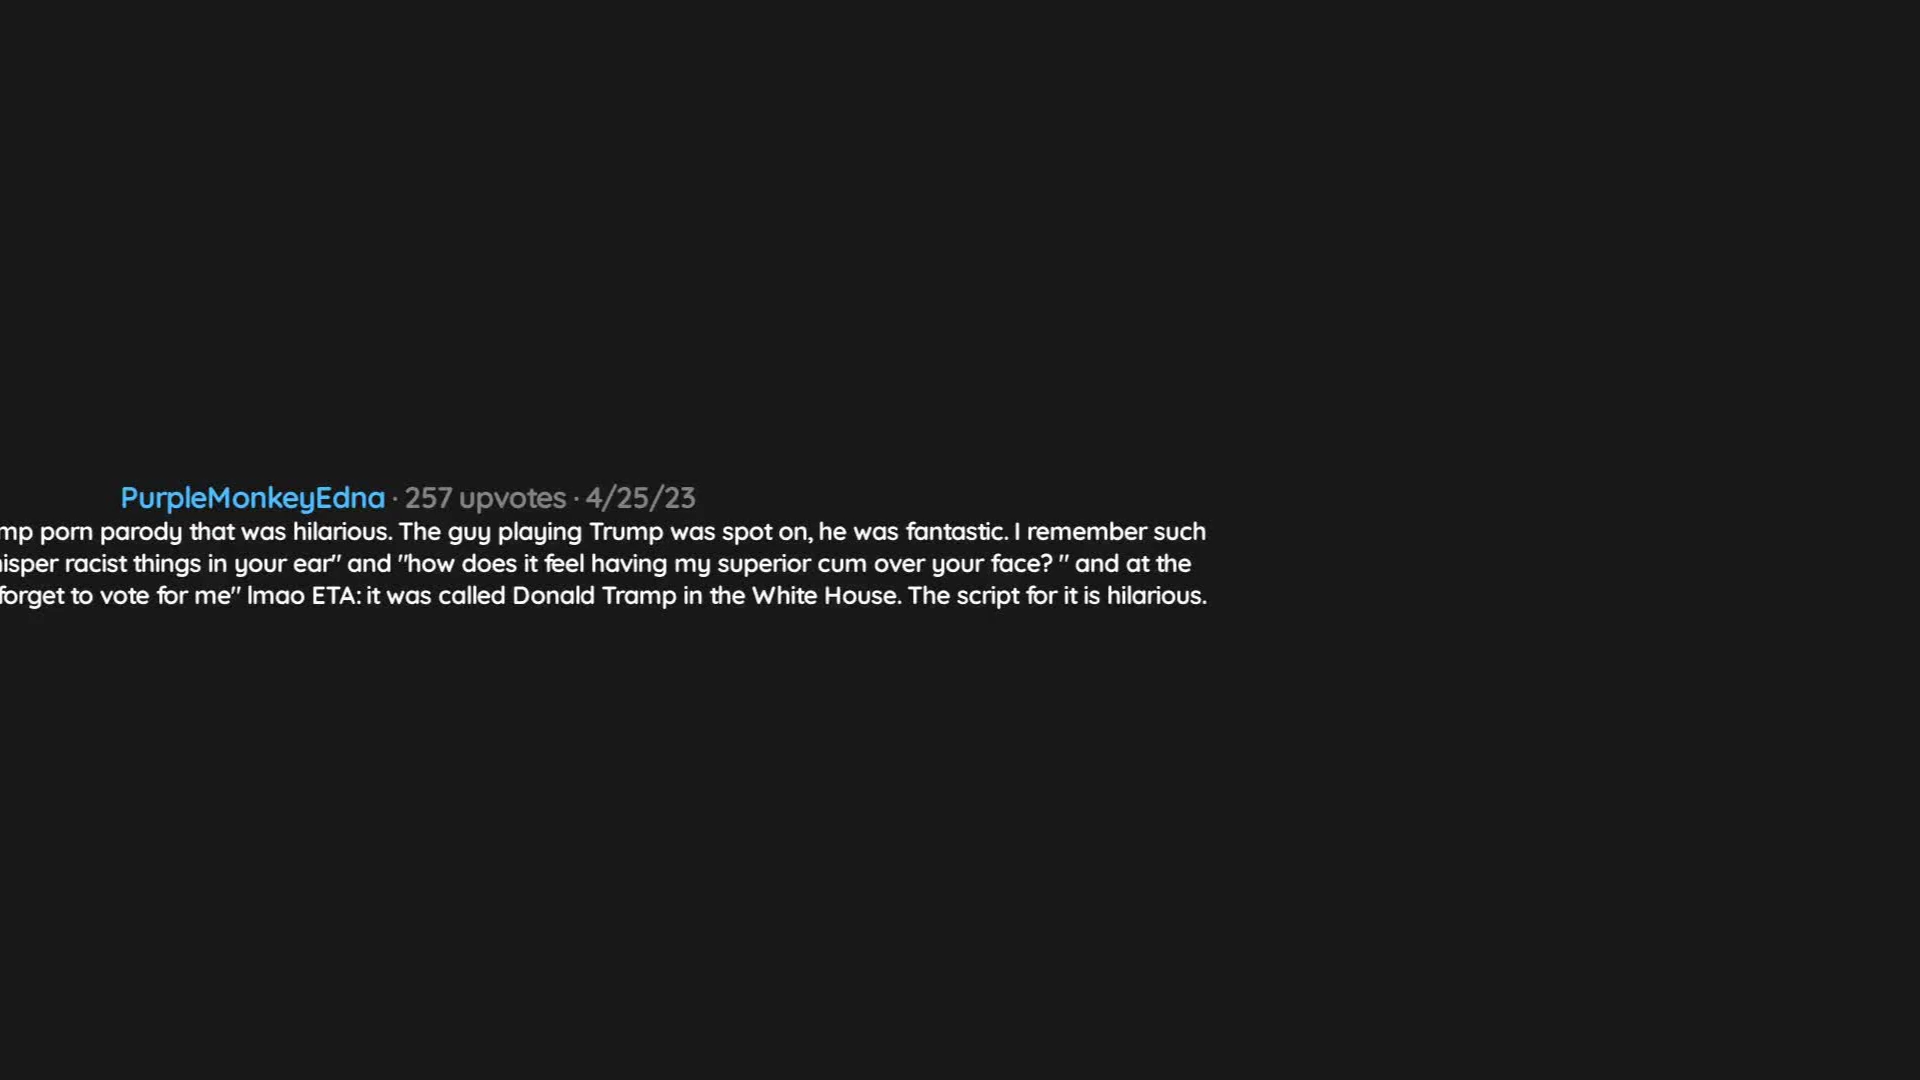 PurpleMonkeyEdna · 257 upvotes · 4/25/23
porn parody that was hilarious. The guy playing Trump was spot on, he was fantastic. I remember such
racist things in your ear" and "how does it feel having my superior cum over your face? " and at the
forget to vote for me" lmao ETA: it was called Donald Tramp in the White House. The script for it is hilarious.